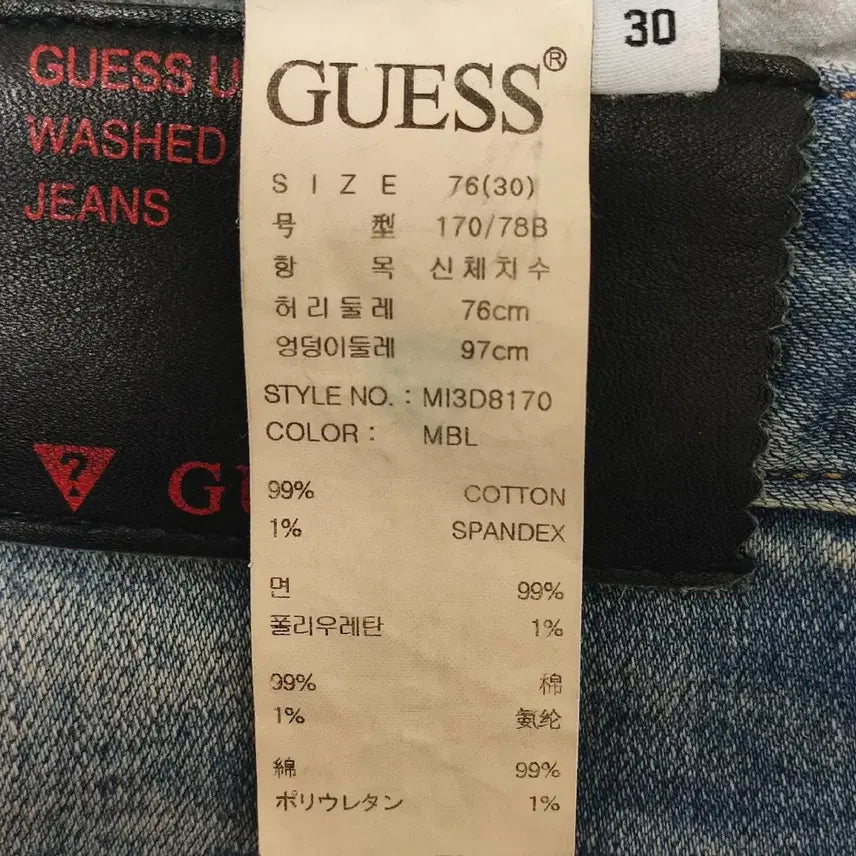 30
GUESS U
WASHED
JEANS
?
GUESS®
SIZE 76(30)
号型 170/78B
항목 신체치수
허리둘레 76cm
엉덩이둘레 97cm
STYLE NO. : MI3D8170
COLOR : MBL
99% COTTON
1% SPANDEX
면 99%
폴리우레탄 1%
99% 棉
1% 氨纶
綿 99%
ポリウレタン 1%